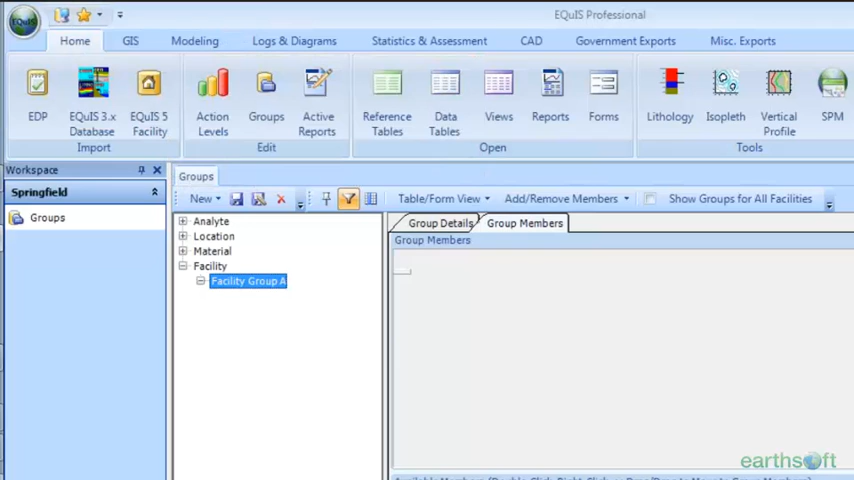 EQuIS
EQuIS Professional
Home GIS Modeling Logs & Diagrams Statistics & Assessment CAD Government Exports Misc. Exports
EDP EQuIS 3.x Database EQuIS 5 Facility Action Levels Groups Active Reports Reference Tables Data Tables Views Reports Forms Lithology Isopleth Vertical Profile SPM
Import Edit Open Tools
Workspace
Springfield
Groups
Groups
New Table/Form View Add/Remove Members Show Groups for All Facilities
Analyte
Location
Material
Facility
Facility Group A
Group Details Group Members
Group Members
earthsoft